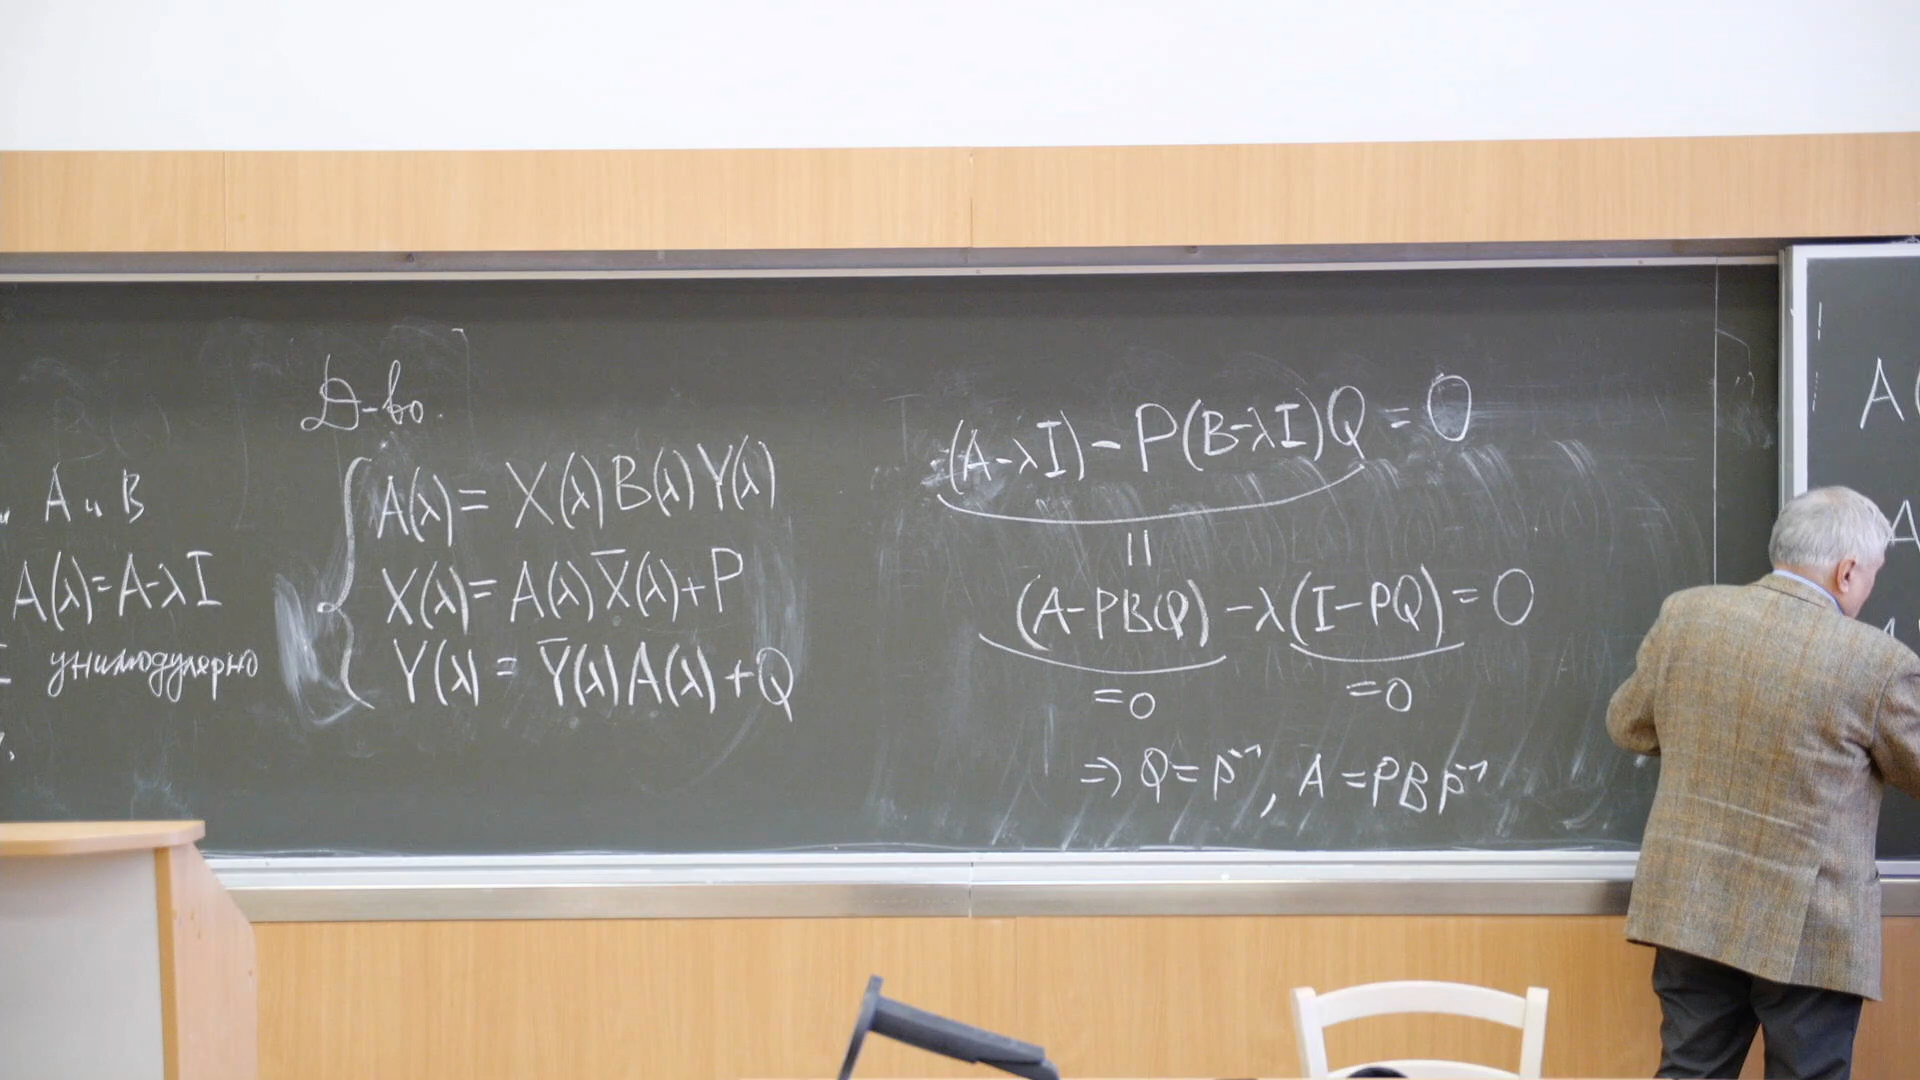 A и B
A(λ)=A-λI
унимодулярно
Д-во.
A(λ)= X(λ)B(λ)Y(λ)
X(λ)= A(λ)X̄(λ)+P
Y(λ) = Ȳ(λ)A(λ)+Q
(A-λI) - P(B-λI)Q = 0
||
(A-PBQ) -λ(I-PQ) = 0
=0 =0
⇒ Q = P⁻¹, A = PBP⁻¹
A(
A